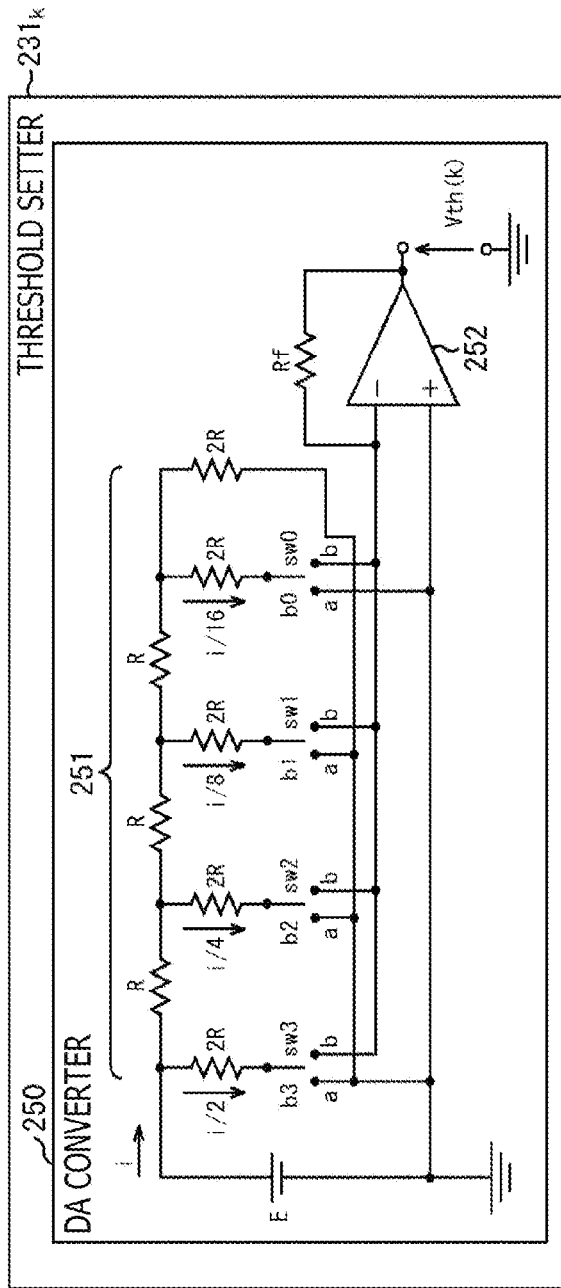 THRESHOLD SETTER
231k
250
DA CONVERTER
251
i
R
R
R
2R
2R
2R
2R
2R
i/2
i/4
i/8
i/16
sw3
sw2
sw1
sw0
b3
b2
b1
b0
a
b
a
b
a
b
a
b
E
Rf
−
+
252
Vth(k)